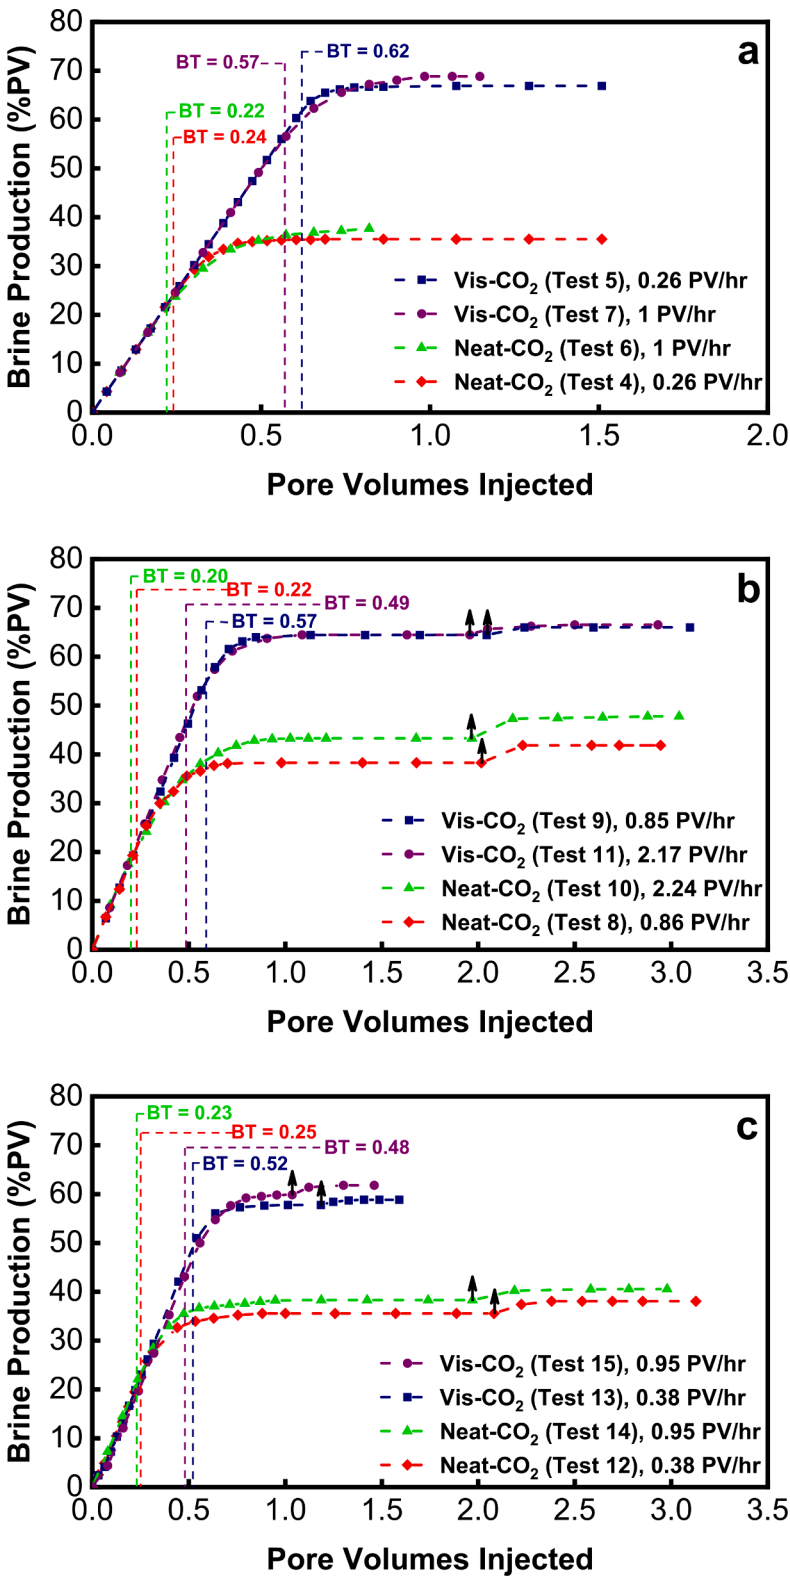 a
Brine Production (%PV)
80
70
60
50
40
30
20
10
0
BT = 0.62
BT = 0.57
BT = 0.22
BT = 0.24
Vis-CO₂ (Test 5), 0.26 PV/hr
Vis-CO₂ (Test 7), 1 PV/hr
Neat-CO₂ (Test 6), 1 PV/hr
Neat-CO₂ (Test 4), 0.26 PV/hr
0.0 0.5 1.0 1.5 2.0
Pore Volumes Injected
b
Brine Production (%PV)
80
70
60
50
40
30
20
10
0
BT = 0.20
BT = 0.22
BT = 0.49
BT = 0.57
Vis-CO₂ (Test 9), 0.85 PV/hr
Vis-CO₂ (Test 11), 2.17 PV/hr
Neat-CO₂ (Test 10), 2.24 PV/hr
Neat-CO₂ (Test 8), 0.86 PV/hr
0.0 0.5 1.0 1.5 2.0 2.5 3.0 3.5
Pore Volumes Injected
c
Brine Production (%PV)
80
70
60
50
40
30
20
10
0
BT = 0.23
BT = 0.25
BT = 0.48
BT = 0.52
Vis-CO₂ (Test 15), 0.95 PV/hr
Vis-CO₂ (Test 13), 0.38 PV/hr
Neat-CO₂ (Test 14), 0.95 PV/hr
Neat-CO₂ (Test 12), 0.38 PV/hr
0.0 0.5 1.0 1.5 2.0 2.5 3.0 3.5
Pore Volumes Injected